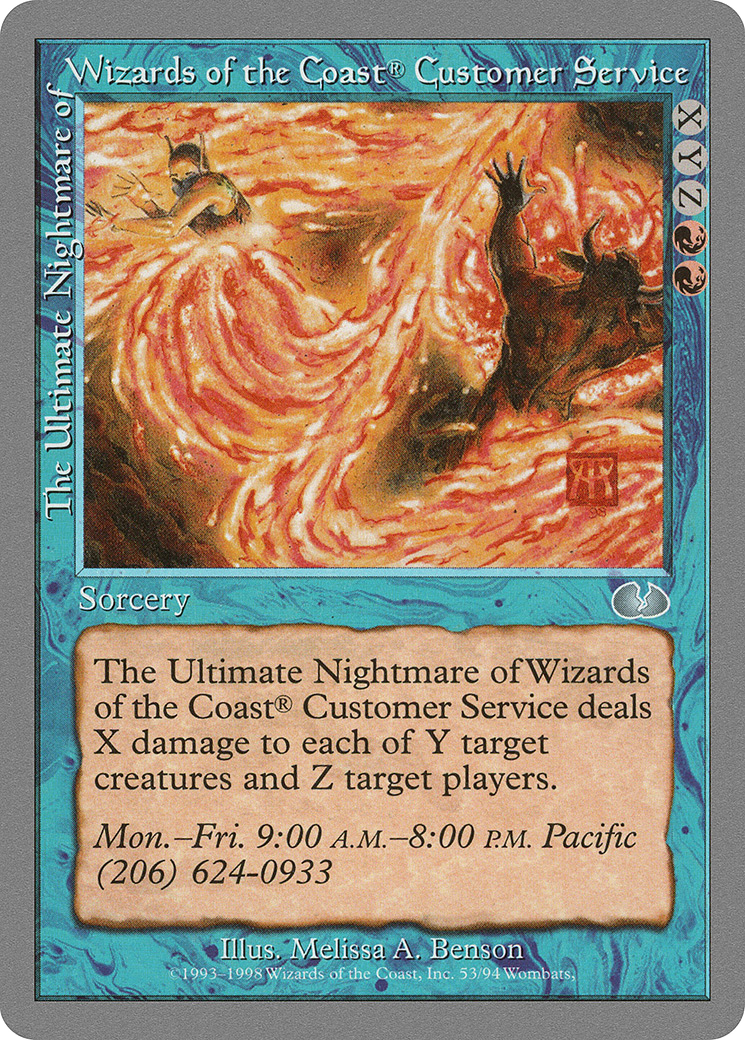 The Ultimate Nightmare of
Wizards of the Coast® Customer Service
X
Y
Z
98
Sorcery
The Ultimate Nightmare of Wizards
of the Coast® Customer Service deals
X damage to each of Y target
creatures and Z target players.
Mon.–Fri. 9:00 A.M.–8:00 P.M. Pacific
(206) 624-0933
Illus. Melissa A. Benson
©1993–1998 Wizards of the Coast, Inc. 53/94 Wombats,